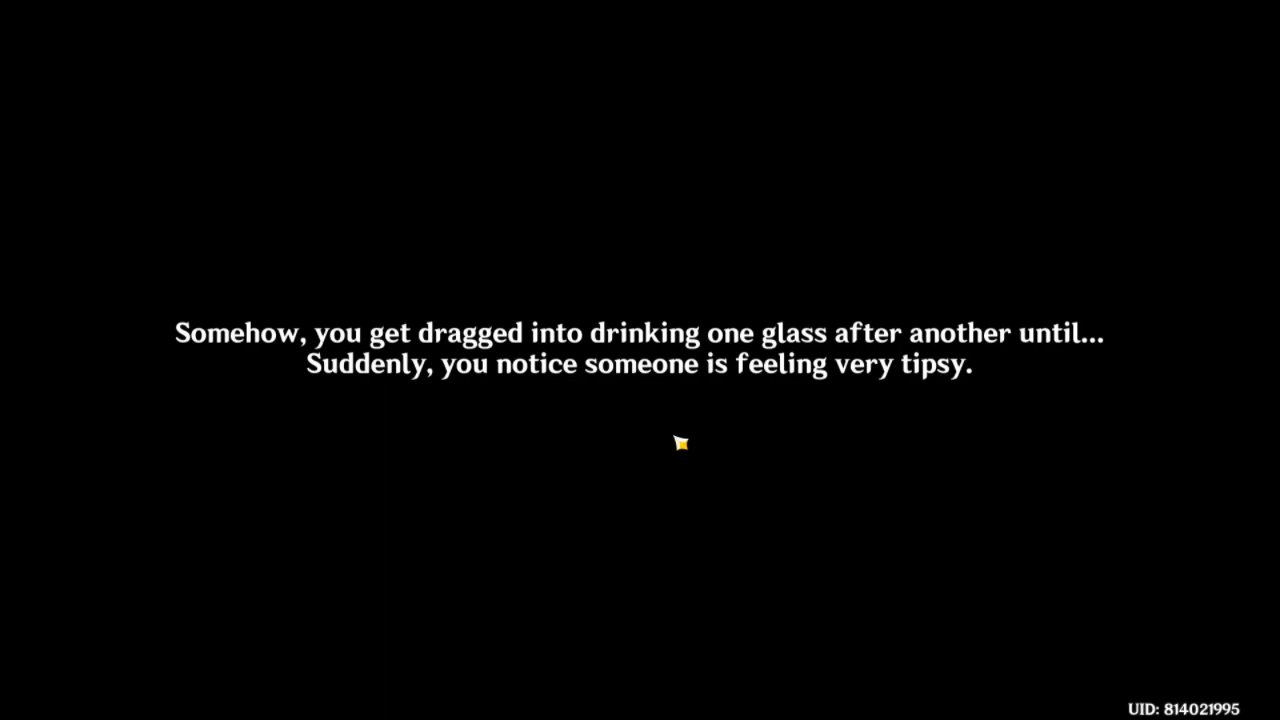 Somehow, you get dragged into drinking one glass after another until...
Suddenly, you notice someone is feeling very tipsy.
UID: 814021995